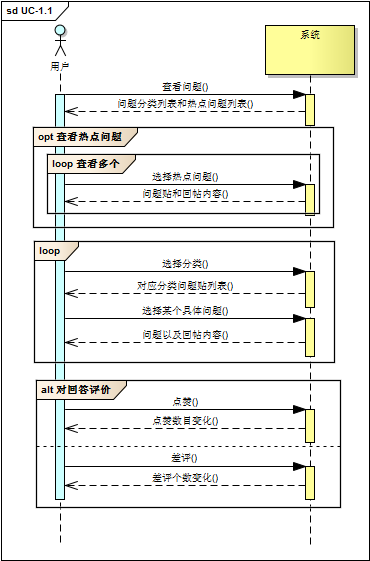 sd UC-1.1
用户
系统
查看问题()
问题分类列表和热点问题列表()
opt 查看热点问题
loop 查看多个
选择热点问题()
问题贴和回帖内容()
loop
选择分类()
对应分类问题贴列表()
选择某个具体问题()
问题以及回帖内容()
alt 对回答评价
点赞()
点赞数目变化()
差评()
差评个数变化()